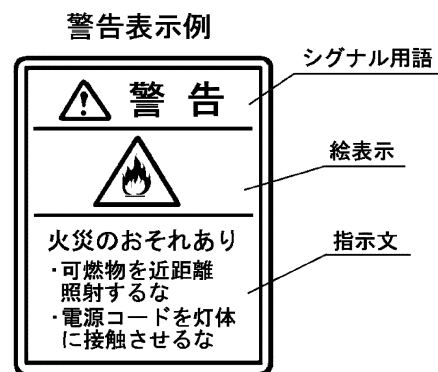 警告表示例
シグナル用語
警告
絵表示
火災のおそれあり
指示文
・可燃物を近距離
照射するな
・電源コードを灯体
に接触させるな